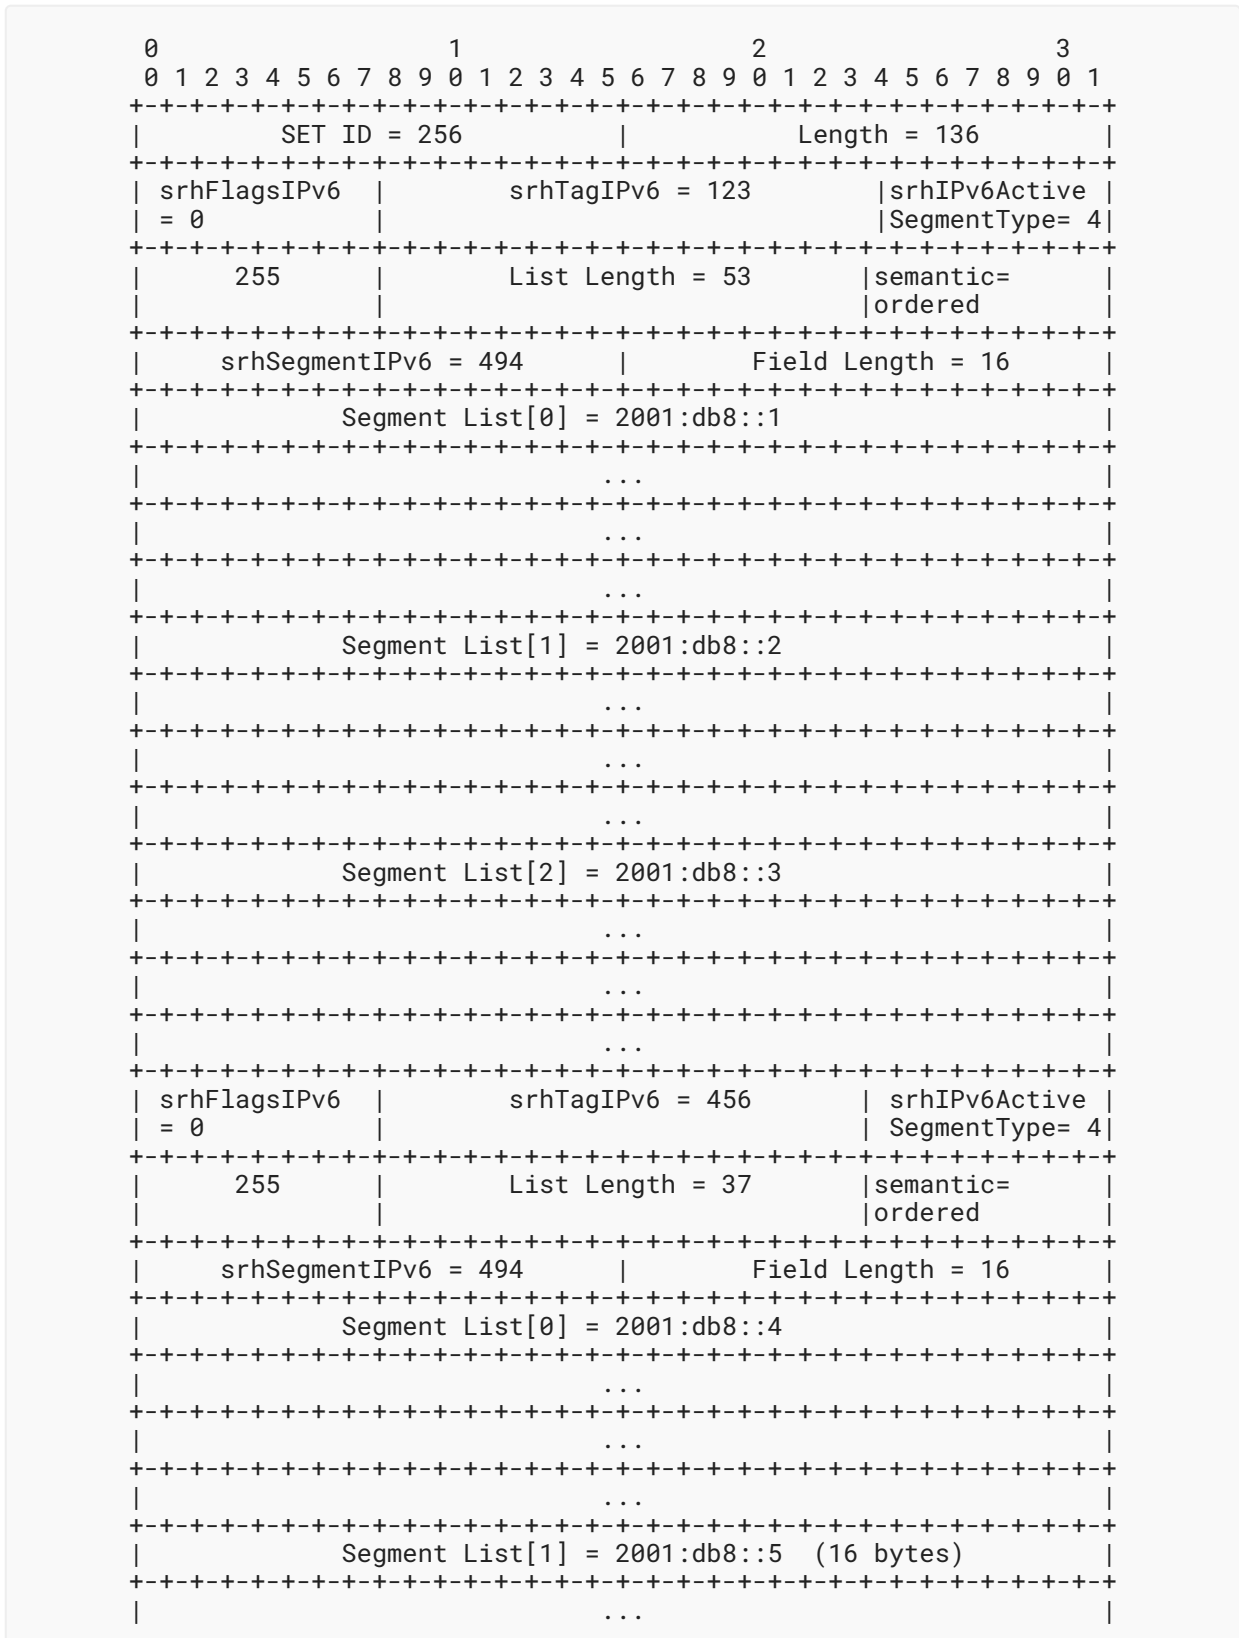 0                   1                   2                   3
 0 1 2 3 4 5 6 7 8 9 0 1 2 3 4 5 6 7 8 9 0 1 2 3 4 5 6 7 8 9 0 1
+-+-+-+-+-+-+-+-+-+-+-+-+-+-+-+-+-+-+-+-+-+-+-+-+-+-+-+-+-+-+-+-+
|         SET ID = 256          |           Length = 136        |
+-+-+-+-+-+-+-+-+-+-+-+-+-+-+-+-+-+-+-+-+-+-+-+-+-+-+-+-+-+-+-+-+
| srhFlagsIPv6  |        srhTagIPv6 = 123        |srhIPv6Active |
| = 0           |                                |SegmentType= 4|
+-+-+-+-+-+-+-+-+-+-+-+-+-+-+-+-+-+-+-+-+-+-+-+-+-+-+-+-+-+-+-+-+
|      255      |        List Length = 53       |semantic=      |
|               |                               |ordered        |
+-+-+-+-+-+-+-+-+-+-+-+-+-+-+-+-+-+-+-+-+-+-+-+-+-+-+-+-+-+-+-+-+
|     srhSegmentIPv6 = 494      |        Field Length = 16      |
+-+-+-+-+-+-+-+-+-+-+-+-+-+-+-+-+-+-+-+-+-+-+-+-+-+-+-+-+-+-+-+-+
|             Segment List[0] = 2001:db8::1                     |
+-+-+-+-+-+-+-+-+-+-+-+-+-+-+-+-+-+-+-+-+-+-+-+-+-+-+-+-+-+-+-+-+
|                              ...                              |
+-+-+-+-+-+-+-+-+-+-+-+-+-+-+-+-+-+-+-+-+-+-+-+-+-+-+-+-+-+-+-+-+
|                              ...                              |
+-+-+-+-+-+-+-+-+-+-+-+-+-+-+-+-+-+-+-+-+-+-+-+-+-+-+-+-+-+-+-+-+
|                              ...                              |
+-+-+-+-+-+-+-+-+-+-+-+-+-+-+-+-+-+-+-+-+-+-+-+-+-+-+-+-+-+-+-+-+
|             Segment List[1] = 2001:db8::2                     |
+-+-+-+-+-+-+-+-+-+-+-+-+-+-+-+-+-+-+-+-+-+-+-+-+-+-+-+-+-+-+-+-+
|                              ...                              |
+-+-+-+-+-+-+-+-+-+-+-+-+-+-+-+-+-+-+-+-+-+-+-+-+-+-+-+-+-+-+-+-+
|                              ...                              |
+-+-+-+-+-+-+-+-+-+-+-+-+-+-+-+-+-+-+-+-+-+-+-+-+-+-+-+-+-+-+-+-+
|                              ...                              |
+-+-+-+-+-+-+-+-+-+-+-+-+-+-+-+-+-+-+-+-+-+-+-+-+-+-+-+-+-+-+-+-+
|             Segment List[2] = 2001:db8::3                     |
+-+-+-+-+-+-+-+-+-+-+-+-+-+-+-+-+-+-+-+-+-+-+-+-+-+-+-+-+-+-+-+-+
|                              ...                              |
+-+-+-+-+-+-+-+-+-+-+-+-+-+-+-+-+-+-+-+-+-+-+-+-+-+-+-+-+-+-+-+-+
|                              ...                              |
+-+-+-+-+-+-+-+-+-+-+-+-+-+-+-+-+-+-+-+-+-+-+-+-+-+-+-+-+-+-+-+-+
|                              ...                              |
+-+-+-+-+-+-+-+-+-+-+-+-+-+-+-+-+-+-+-+-+-+-+-+-+-+-+-+-+-+-+-+-+
| srhFlagsIPv6  |        srhTagIPv6 = 456       | srhIPv6Active |
| = 0           |                               | SegmentType= 4|
+-+-+-+-+-+-+-+-+-+-+-+-+-+-+-+-+-+-+-+-+-+-+-+-+-+-+-+-+-+-+-+-+
|      255      |        List Length = 37       |semantic=      |
|               |                               |ordered        |
+-+-+-+-+-+-+-+-+-+-+-+-+-+-+-+-+-+-+-+-+-+-+-+-+-+-+-+-+-+-+-+-+
|     srhSegmentIPv6 = 494      |        Field Length = 16      |
+-+-+-+-+-+-+-+-+-+-+-+-+-+-+-+-+-+-+-+-+-+-+-+-+-+-+-+-+-+-+-+-+
|             Segment List[0] = 2001:db8::4                     |
+-+-+-+-+-+-+-+-+-+-+-+-+-+-+-+-+-+-+-+-+-+-+-+-+-+-+-+-+-+-+-+-+
|                              ...                              |
+-+-+-+-+-+-+-+-+-+-+-+-+-+-+-+-+-+-+-+-+-+-+-+-+-+-+-+-+-+-+-+-+
|                              ...                              |
+-+-+-+-+-+-+-+-+-+-+-+-+-+-+-+-+-+-+-+-+-+-+-+-+-+-+-+-+-+-+-+-+
|                              ...                              |
+-+-+-+-+-+-+-+-+-+-+-+-+-+-+-+-+-+-+-+-+-+-+-+-+-+-+-+-+-+-+-+-+
|             Segment List[1] = 2001:db8::5  (16 bytes)         |
+-+-+-+-+-+-+-+-+-+-+-+-+-+-+-+-+-+-+-+-+-+-+-+-+-+-+-+-+-+-+-+-+
|                              ...                              |